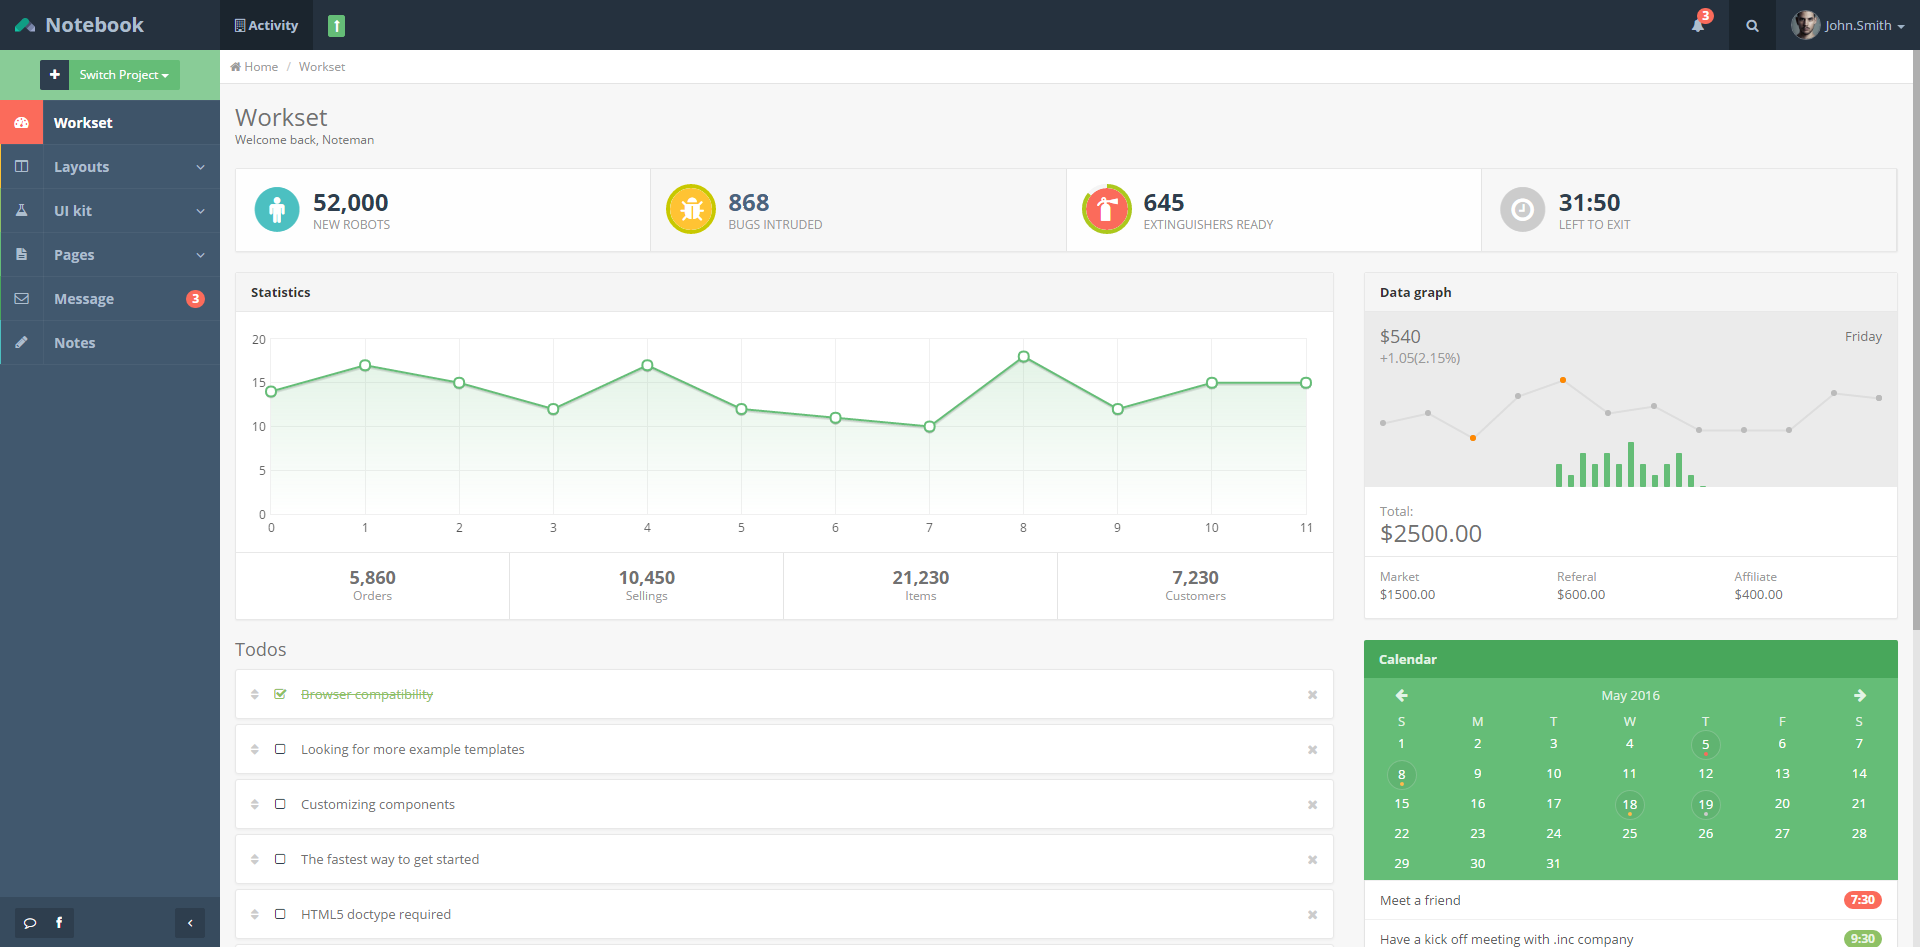 Notebook
Activity
3
John.Smith
Switch Project
Workset
Layouts
UI kit
Pages
Message 3
Notes
Home / Workset
Workset
Welcome back, Noteman
52,000
NEW ROBOTS
868
BUGS INTRUDED
645
EXTINGUISHERS READY
31:50
LEFT TO EXIT
Statistics
20
15
10
5
0
0 1 2 3 4 5 6 7 8 9 10 11
5,860
Orders
10,450
Sellings
21,230
Items
7,230
Customers
Data graph
$540
Friday
+1.05(2.15%)
Total:
$2500.00
Market
$1500.00
Referal
$600.00
Affiliate
$400.00
Todos
Browser compatibility
Looking for more example templates
Customizing components
The fastest way to get started
HTML5 doctype required
Calendar
May 2016
S M T W T F S
1 2 3 4 5 6 7
8 9 10 11 12 13 14
15 16 17 18 19 20 21
22 23 24 25 26 27 28
29 30 31
Meet a friend 7:30
Have a kick off meeting with .inc company 9:30